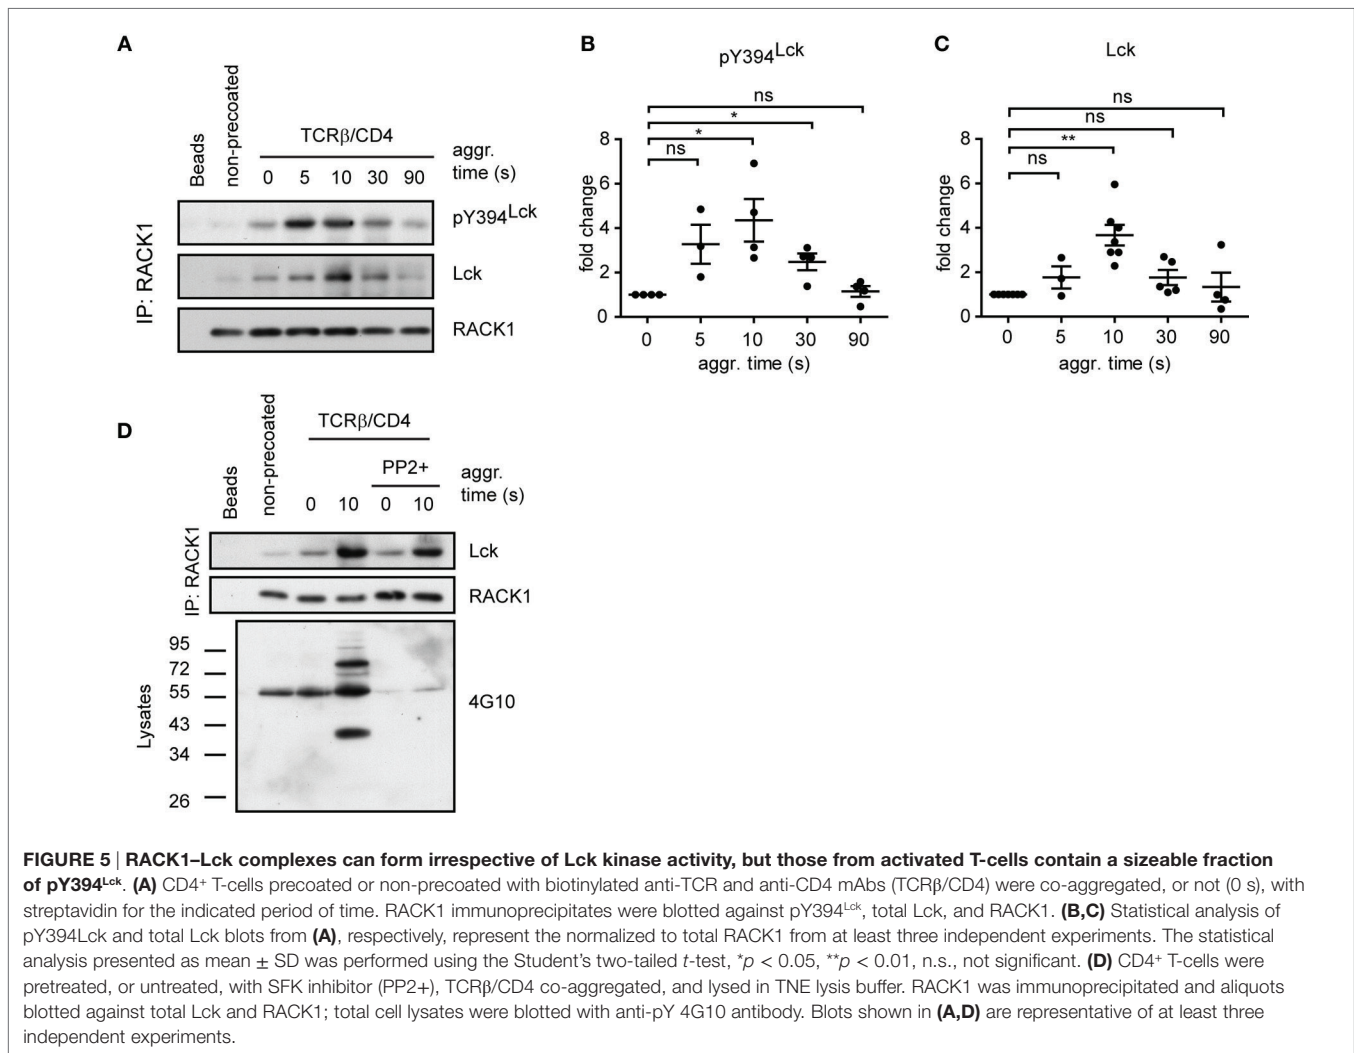 A
Beads
non-precoated
TCRβ/CD4
aggr.
time (s)
0 5 10 30 90
IP: RACK1
pY394Lck
Lck
RACK1
B
pY394Lck
ns
*
*
ns
fold change
8
6
4
2
0
0 5 10 30 90
aggr. time (s)
C
Lck
ns
ns
**
ns
fold change
8
6
4
2
0
0 5 10 30 90
aggr. time (s)
D
Beads
non-precoated
TCRβ/CD4
PP2+
aggr.
time (s)
0 10 0 10
IP: RACK1
Lck
RACK1
Lysates
95
72
55
43
34
26
4G10
FIGURE 5 | RACK1–Lck complexes can form irrespective of Lck kinase activity, but those from activated T-cells contain a sizeable fraction
of pY394Lck. (A) CD4+ T-cells precoated or non-precoated with biotinylated anti-TCR and anti-CD4 mAbs (TCRβ/CD4) were co-aggregated, or not (0 s), with
streptavidin for the indicated period of time. RACK1 immunoprecipitates were blotted against pY394Lck, total Lck, and RACK1. (B,C) Statistical analysis of
pY394Lck and total Lck blots from (A), respectively, represent the normalized to total RACK1 from at least three independent experiments. The statistical
analysis presented as mean ± SD was performed using the Student's two-tailed t-test, *p < 0.05, **p < 0.01, n.s., not significant. (D) CD4+ T-cells were
pretreated, or untreated, with SFK inhibitor (PP2+), TCRβ/CD4 co-aggregated, and lysed in TNE lysis buffer. RACK1 was immunoprecipitated and aliquots
blotted against total Lck and RACK1; total cell lysates were blotted with anti-pY 4G10 antibody. Blots shown in (A,D) are representative of at least three
independent experiments.